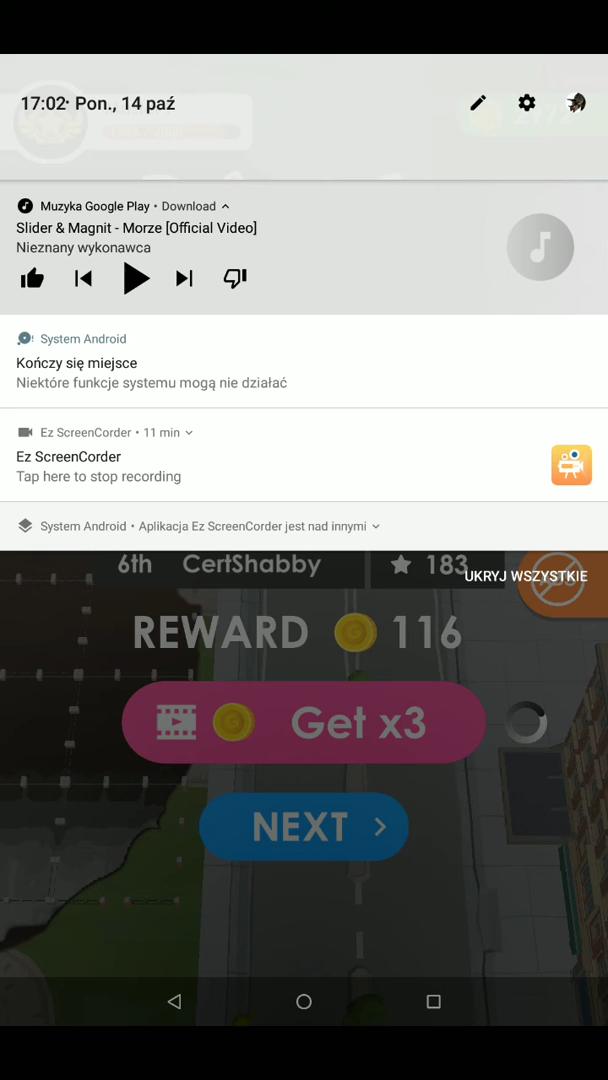 17:02• Pon., 14 paź
Muzyka Google Play • Download
Slider & Magnit - Morze [Official Video]
Nieznany wykonawca
System Android
Kończy się miejsce
Niektóre funkcje systemu mogą nie działać
Ez ScreenCorder • 11 min
Ez ScreenCorder
Tap here to stop recording
System Android • Aplikacja Ez ScreenCorder jest nad innymi
6th CertShabby 183
UKRYJ WSZYSTKIE
REWARD 116
Get x3
NEXT